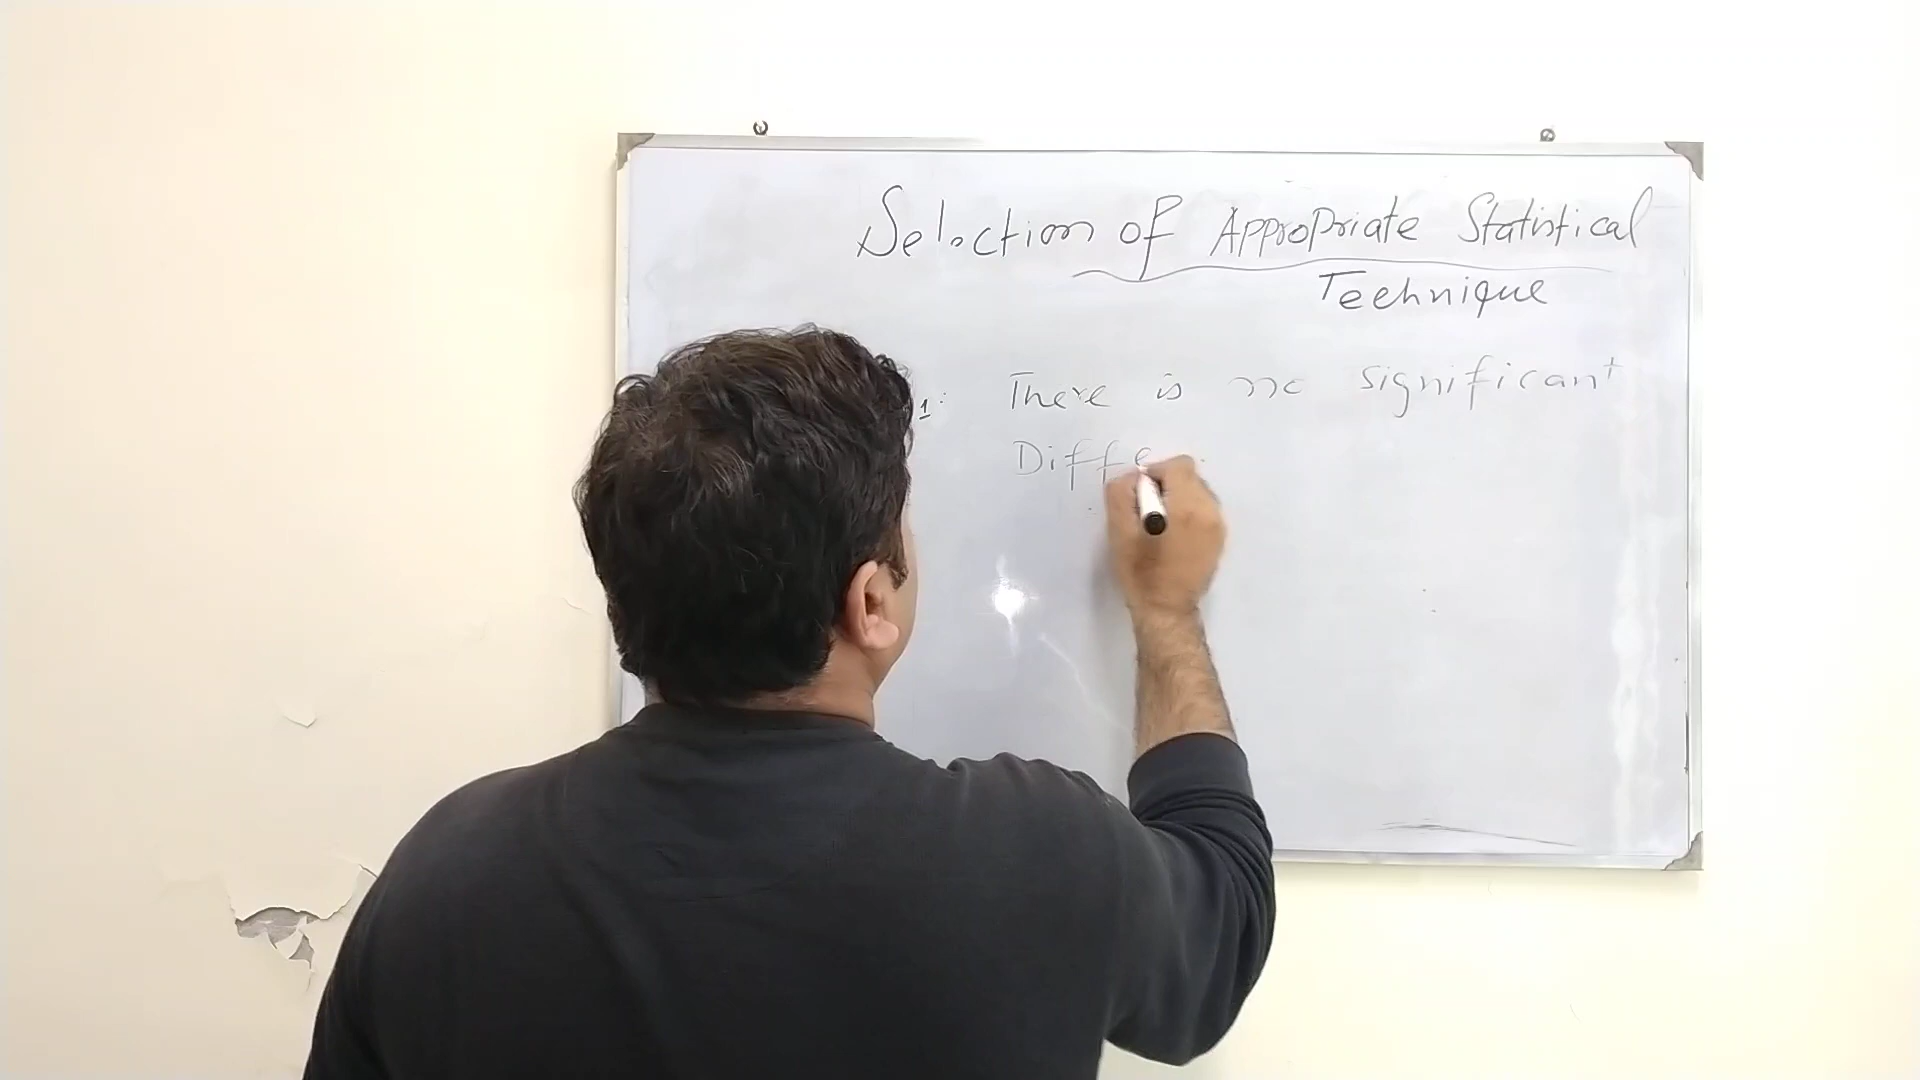 Selection of Appropriate Statistical
Technique
1: There is no significant
Diffe